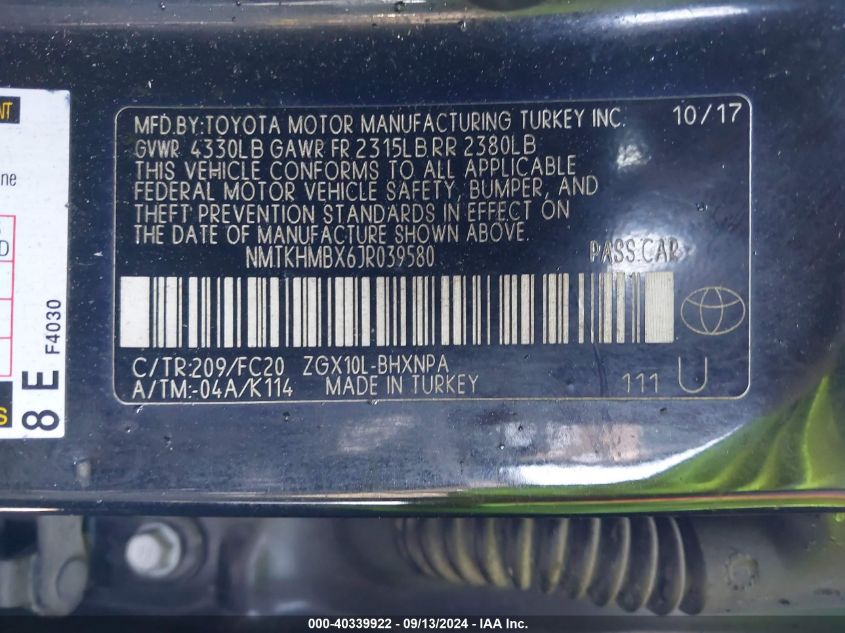 MFD.BY:TOYOTA MOTOR MANUFACTURING TURKEY INC. 10/17
GVWR 4330LB GAWR FR 2315LB RR 2380LB
THIS VEHICLE CONFORMS TO ALL APPLICABLE
FEDERAL MOTOR VEHICLE SAFETY, BUMPER, AND
THEFT PREVENTION STANDARDS IN EFFECT ON
THE DATE OF MANUFACTURE SHOWN ABOVE.
NMTKHMBX6JR039580 PASS.CAR
C/TR:209/FC20 ZGX10L-BHXNPA
A/TM:-04A/K114 MADE IN TURKEY 111 U
8 E
F4030
000-40339922 - 09/13/2024 - IAA Inc.